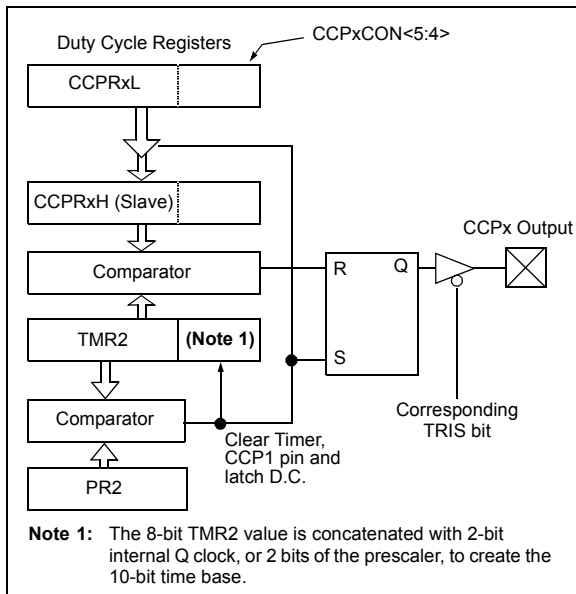 Duty Cycle Registers
CCPxCON<5:4>
CCPRxL
CCPRxH (Slave)
CCPx Output
Comparator
R
Q
TMR2
(Note 1)
S
Comparator
Clear Timer,
CCP1 pin and
latch D.C.
Corresponding
TRIS bit
PR2
Note 1: The 8-bit TMR2 value is concatenated with 2-bit
internal Q clock, or 2 bits of the prescaler, to create the
10-bit time base.